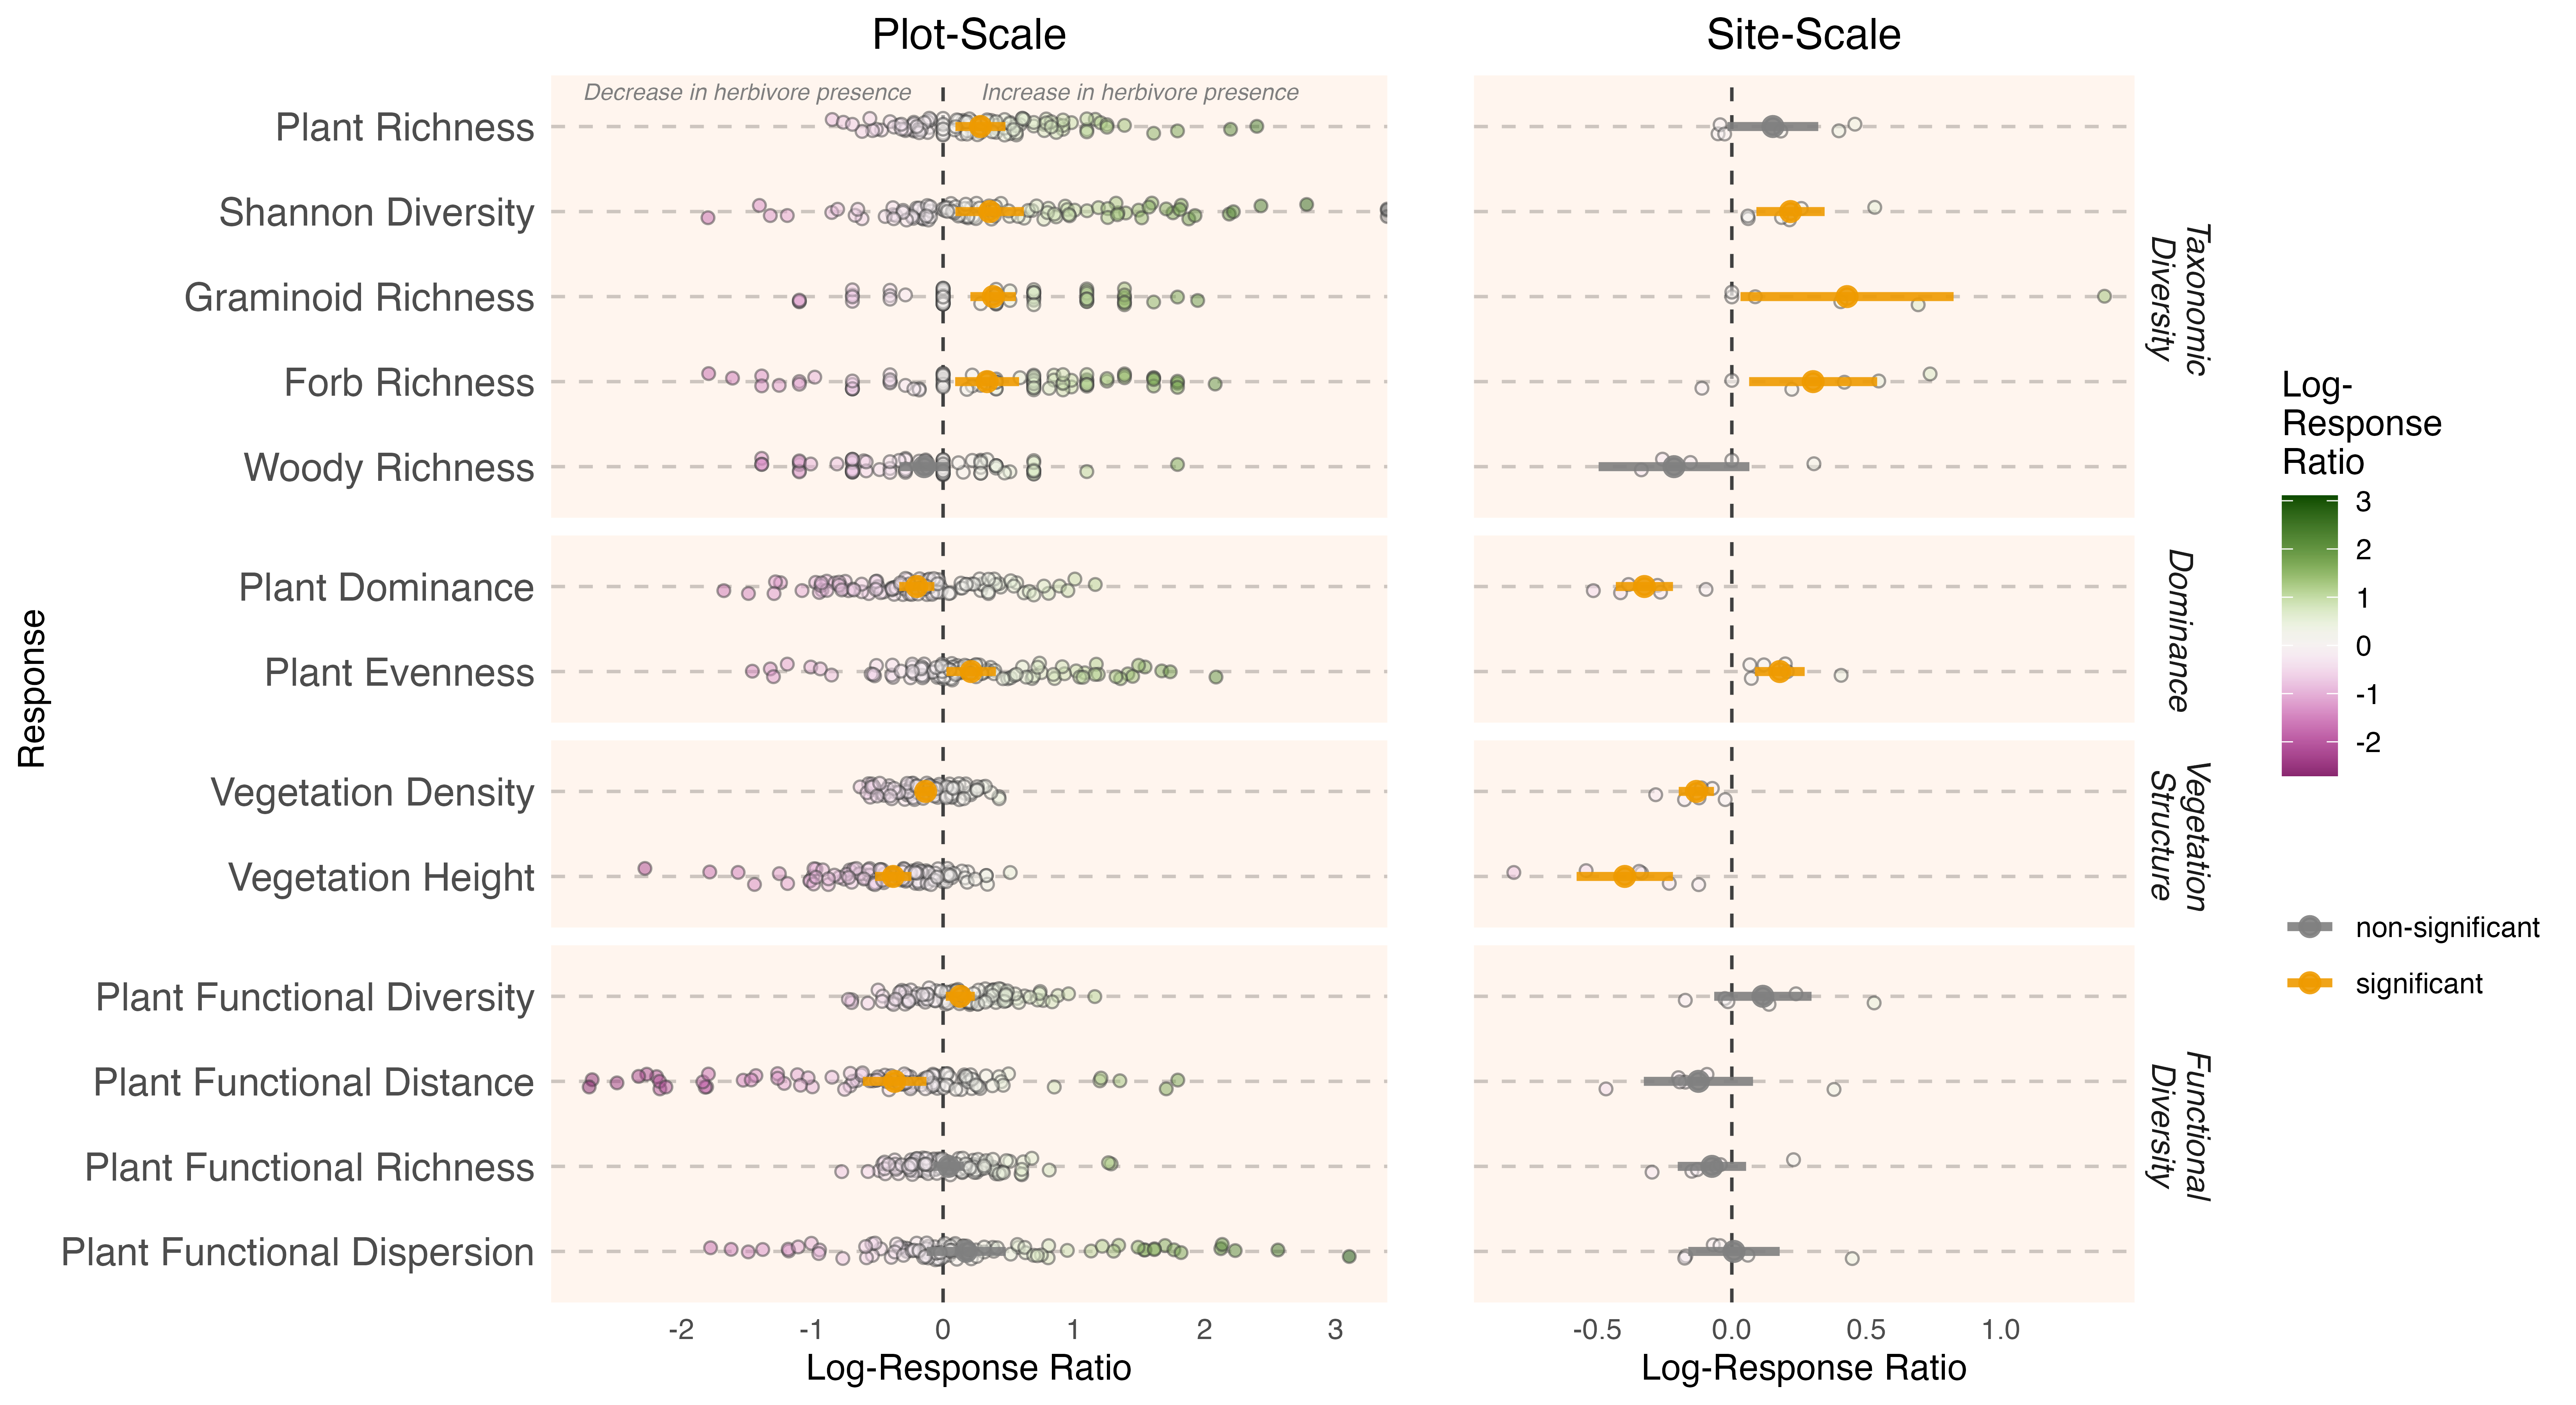 Plot-Scale
Site-Scale
Decrease in herbivore presence
Increase in herbivore presence
Response
Plant Richness
Shannon Diversity
Graminoid Richness
Forb Richness
Woody Richness
Plant Dominance
Plant Evenness
Vegetation Density
Vegetation Height
Plant Functional Diversity
Plant Functional Distance
Plant Functional Richness
Plant Functional Dispersion
Taxonomic
Diversity
Dominance
Vegetation
Structure
Functional
Diversity
-2 -1 0 1 2 3
Log-Response Ratio
-0.5 0.0 0.5 1.0
Log-Response Ratio
Log-
Response
Ratio
3
2
1
0
-1
-2
non-significant
significant